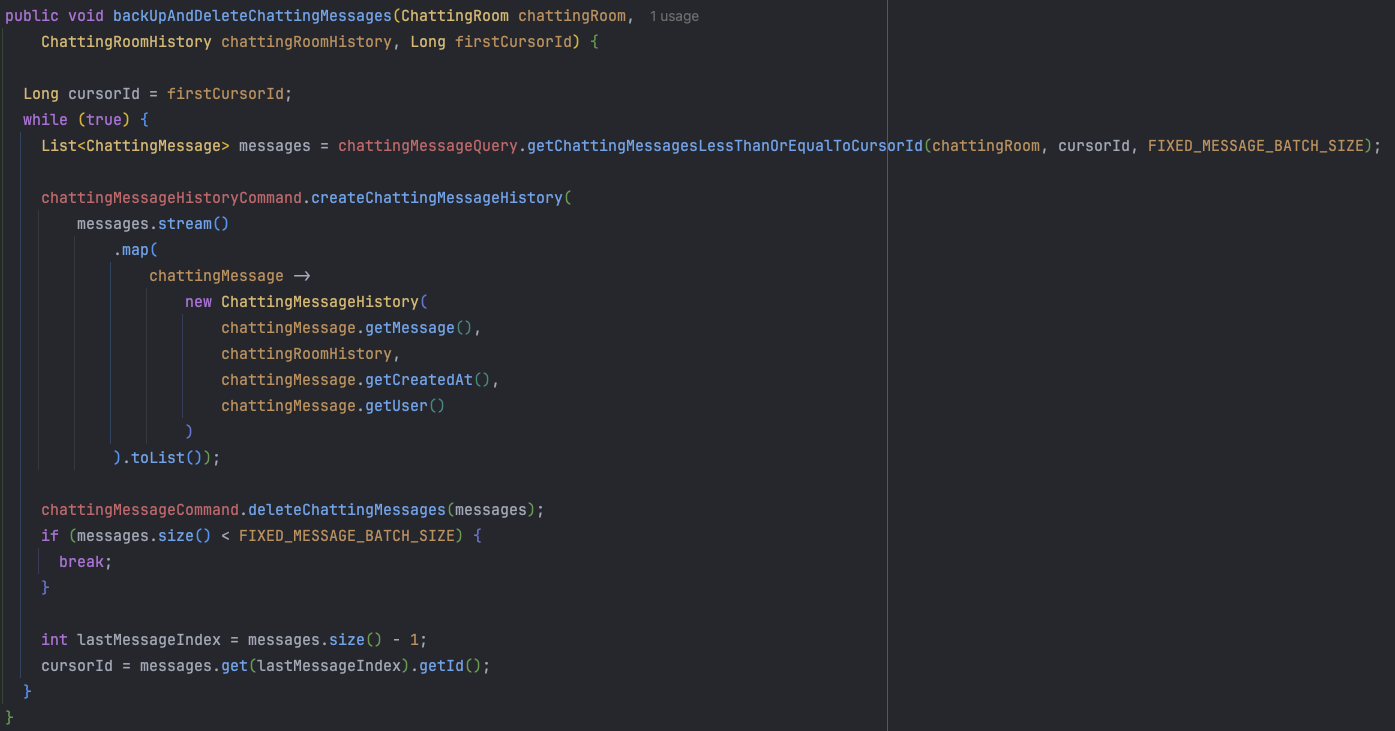 public void backUpAndDeleteChattingMessages(ChattingRoom chattingRoom, 1 usage
ChattingRoomHistory chattingRoomHistory, Long firstCursorId) {
Long cursorId = firstCursorId;
while (true) {
List<ChattingMessage> messages = chattingMessageQuery.getChattingMessagesLessThanOrEqualToCursorId(chattingRoom, cursorId, FIXED_MESSAGE_BATCH_SIZE);
chattingMessageHistoryCommand.createChattingMessageHistory(
messages.stream()
.map(
chattingMessage ->
new ChattingMessageHistory(
chattingMessage.getMessage(),
chattingRoomHistory,
chattingMessage.getCreatedAt(),
chattingMessage.getUser()
)
).toList());
chattingMessageCommand.deleteChattingMessages(messages);
if (messages.size() < FIXED_MESSAGE_BATCH_SIZE) {
break;
}
int lastMessageIndex = messages.size() - 1;
cursorId = messages.get(lastMessageIndex).getId();
}
}